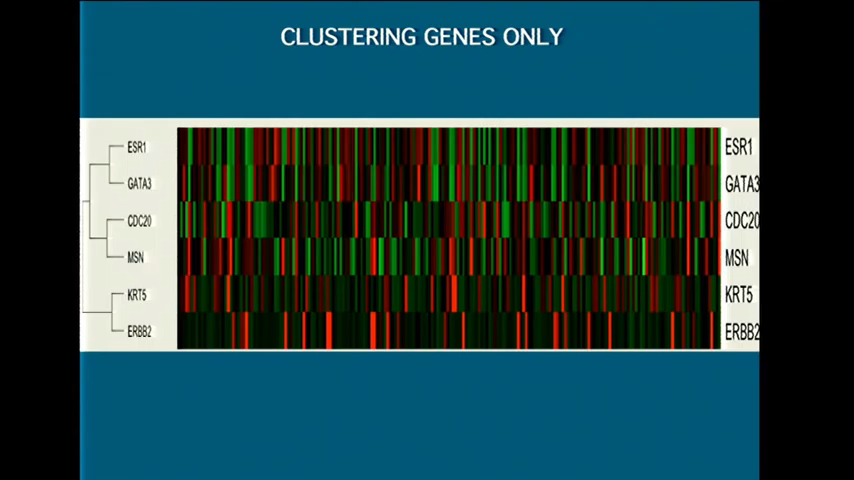 CLUSTERING GENES ONLY
ESR1 ESR1
GATA3 GATA3
CDC20 CDC20
MSN MSN
KRT5 KRT5
ERBB2 ERBB2